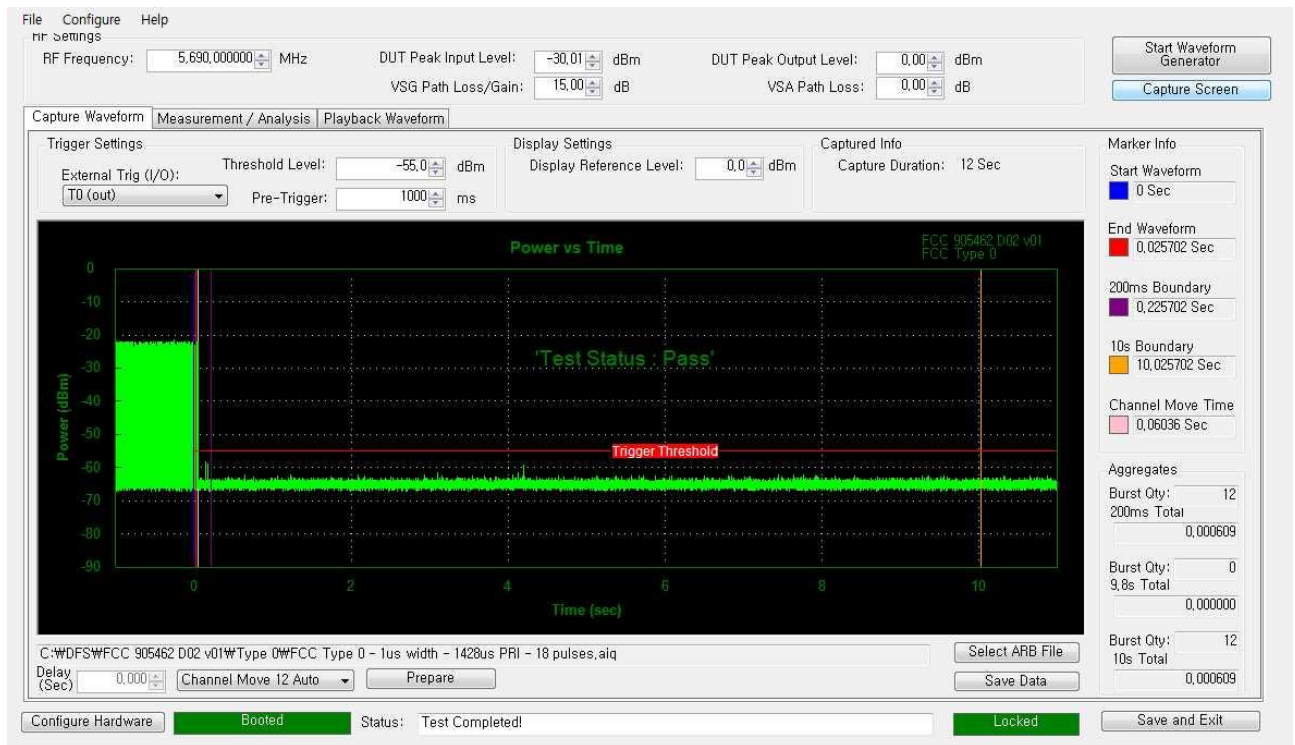 File Configure Help
RF Settings
RF Frequency: 5,690,000000 MHz DUT Peak Input Level: -30,01 dBm DUT Peak Output Level: 0,00 dBm
VSG Path Loss/Gain: 15,00 dB VSA Path Loss: 0,00 dB
Start Waveform
Generator
Capture Screen
Capture Waveform Measurement / Analysis Playback Waveform
Trigger Settings
External Trig (I/O):
T0 (out)
Threshold Level: -55,0 dBm
Pre-Trigger: 1000 ms
Display Settings
Display Reference Level: 0,0 dBm
Captured Info
Capture Duration: 12 Sec
Power vs Time
FCC 905462 D02 v01
FCC Type 0
'Test Status : Pass'
Trigger Threshold
Power (dBm)
0
-10
-20
-30
-40
-50
-60
-70
-80
-90
0 2 4 6 8 10
Time (sec)
Marker Info
Start Waveform
0 Sec
End Waveform
0,025702 Sec
200ms Boundary
0,225702 Sec
10s Boundary
10,025702 Sec
Channel Move Time
0,06036 Sec
Aggregates
Burst Qty: 12
200ms Total
0,000609
Burst Qty: 0
9,8s Total
0,000000
Burst Qty: 12
10s Total
0,000609
C:₩DFS₩FCC 905462 D02 v01₩Type 0₩FCC Type 0 - 1us width - 1428us PRI - 18 pulses,aiq
Select ARB File
Delay
(Sec) 0,000 Channel Move 12 Auto Prepare
Save Data
Configure Hardware Booted Status: Test Completed! Locked Save and Exit